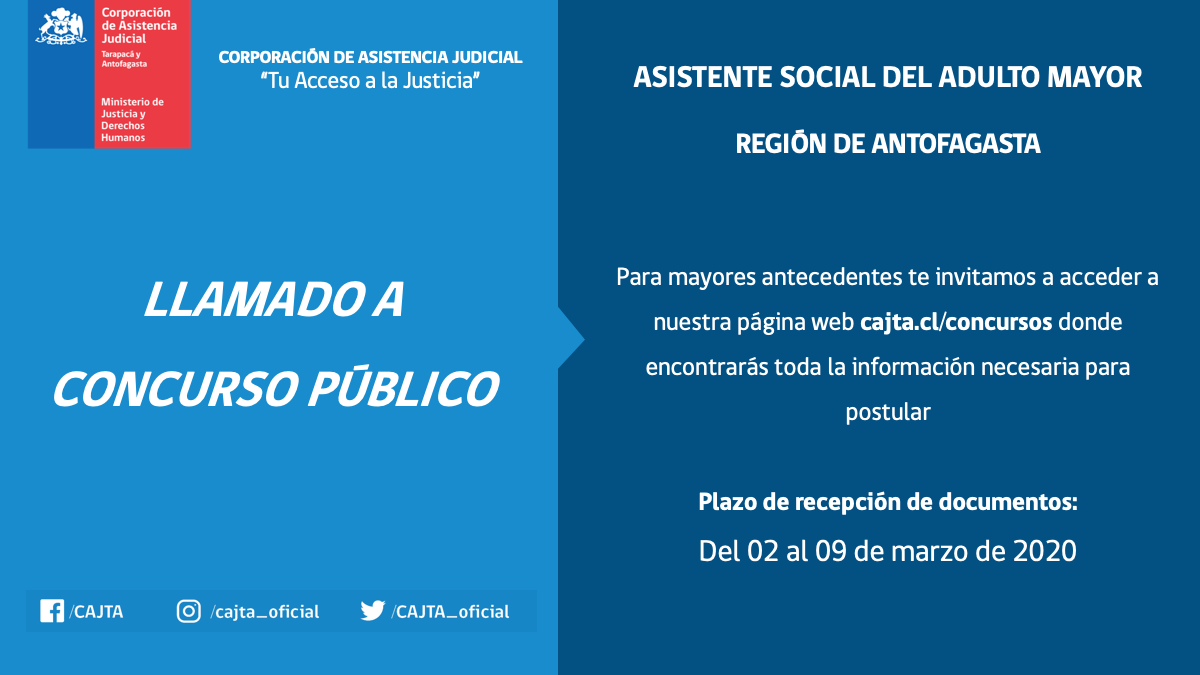 Corporación
de Asistencia
Judicial
Tarapacá y
Antofagasta
Ministerio de
Justicia y
Derechos
Humanos
CORPORACIÓN DE ASISTENCIA JUDICIAL
“Tu Acceso a la Justicia”
LLAMADO A
CONCURSO PÚBLICO
/CAJTA
/cajta_oficial
/CAJTA_oficial
ASISTENTE SOCIAL DEL ADULTO MAYOR
REGIÓN DE ANTOFAGASTA
Para mayores antecedentes te invitamos a acceder a
nuestra página web cajta.cl/concursos donde
encontrarás toda la información necesaria para
postular
Plazo de recepción de documentos:
Del 02 al 09 de marzo de 2020